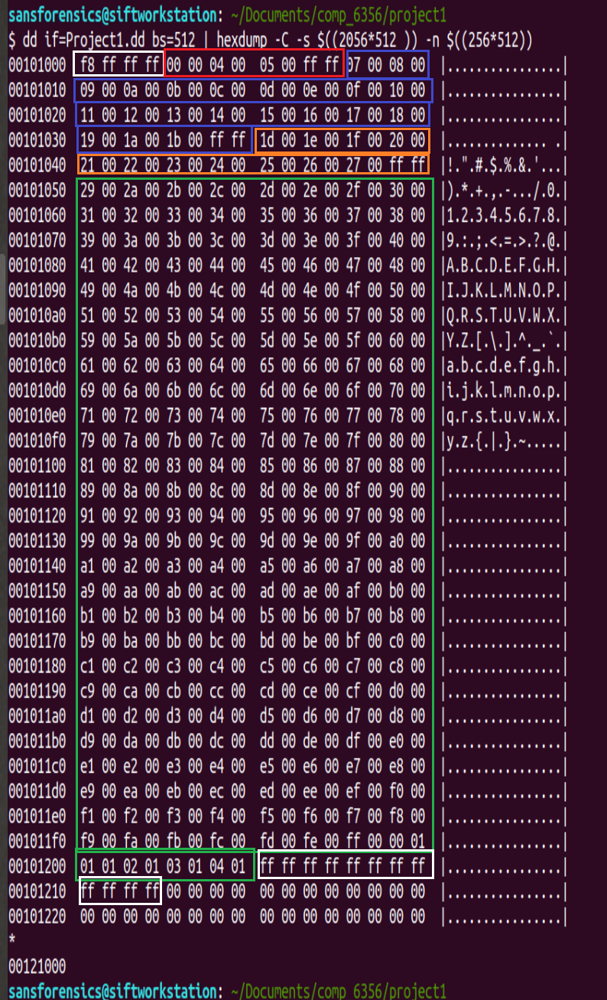 sansforensics@siftworkstation: ~/Documents/comp_6356/project1
$ dd if=Project1.dd bs=512 | hexdump -C -s $((2056*512 )) -n $((256*512))
00101000 f8 ff ff ff 00 00 04 00 05 00 ff ff 07 00 08 00 |................|
00101010 09 00 0a 00 0b 00 0c 00 0d 00 0e 00 0f 00 10 00 |................|
00101020 11 00 12 00 13 00 14 00 15 00 16 00 17 00 18 00 |................|
00101030 19 00 1a 00 1b 00 ff ff 1d 00 1e 00 1f 00 20 00 |.............. .|
00101040 21 00 22 00 23 00 24 00 25 00 26 00 27 00 ff ff |!.".#.$.%.&.'...|
00101050 29 00 2a 00 2b 00 2c 00 2d 00 2e 00 2f 00 30 00 |).*.+.,.-.../.0.|
00101060 31 00 32 00 33 00 34 00 35 00 36 00 37 00 38 00 |1.2.3.4.5.6.7.8.|
00101070 39 00 3a 00 3b 00 3c 00 3d 00 3e 00 3f 00 40 00 |9.:.;.<.=.>.?.@.|
00101080 41 00 42 00 43 00 44 00 45 00 46 00 47 00 48 00 |A.B.C.D.E.F.G.H.|
00101090 49 00 4a 00 4b 00 4c 00 4d 00 4e 00 4f 00 50 00 |I.J.K.L.M.N.O.P.|
001010a0 51 00 52 00 53 00 54 00 55 00 56 00 57 00 58 00 |Q.R.S.T.U.V.W.X.|
001010b0 59 00 5a 00 5b 00 5c 00 5d 00 5e 00 5f 00 60 00 |Y.Z.[.\.].^._.`.|
001010c0 61 00 62 00 63 00 64 00 65 00 66 00 67 00 68 00 |a.b.c.d.e.f.g.h.|
001010d0 69 00 6a 00 6b 00 6c 00 6d 00 6e 00 6f 00 70 00 |i.j.k.l.m.n.o.p.|
001010e0 71 00 72 00 73 00 74 00 75 00 76 00 77 00 78 00 |q.r.s.t.u.v.w.x.|
001010f0 79 00 7a 00 7b 00 7c 00 7d 00 7e 00 7f 00 80 00 |y.z.{.|.}.~.....|
00101100 81 00 82 00 83 00 84 00 85 00 86 00 87 00 88 00 |................|
00101110 89 00 8a 00 8b 00 8c 00 8d 00 8e 00 8f 00 90 00 |................|
00101120 91 00 92 00 93 00 94 00 95 00 96 00 97 00 98 00 |................|
00101130 99 00 9a 00 9b 00 9c 00 9d 00 9e 00 9f 00 a0 00 |................|
00101140 a1 00 a2 00 a3 00 a4 00 a5 00 a6 00 a7 00 a8 00 |................|
00101150 a9 00 aa 00 ab 00 ac 00 ad 00 ae 00 af 00 b0 00 |................|
00101160 b1 00 b2 00 b3 00 b4 00 b5 00 b6 00 b7 00 b8 00 |................|
00101170 b9 00 ba 00 bb 00 bc 00 bd 00 be 00 bf 00 c0 00 |................|
00101180 c1 00 c2 00 c3 00 c4 00 c5 00 c6 00 c7 00 c8 00 |................|
00101190 c9 00 ca 00 cb 00 cc 00 cd 00 ce 00 cf 00 d0 00 |................|
001011a0 d1 00 d2 00 d3 00 d4 00 d5 00 d6 00 d7 00 d8 00 |................|
001011b0 d9 00 da 00 db 00 dc 00 dd 00 de 00 df 00 e0 00 |................|
001011c0 e1 00 e2 00 e3 00 e4 00 e5 00 e6 00 e7 00 e8 00 |................|
001011d0 e9 00 ea 00 eb 00 ec 00 ed 00 ee 00 ef 00 f0 00 |................|
001011e0 f1 00 f2 00 f3 00 f4 00 f5 00 f6 00 f7 00 f8 00 |................|
001011f0 f9 00 fa 00 fb 00 fc 00 fd 00 fe 00 ff 00 00 01 |................|
00101200 01 01 02 01 03 01 04 01 ff ff ff ff ff ff ff ff |................|
00101210 ff ff ff ff 00 00 00 00 00 00 00 00 00 00 00 00 |................|
00101220 00 00 00 00 00 00 00 00 00 00 00 00 00 00 00 00 |................|
*
00121000
sansforensics@siftworkstation: ~/Documents/comp_6356/project1